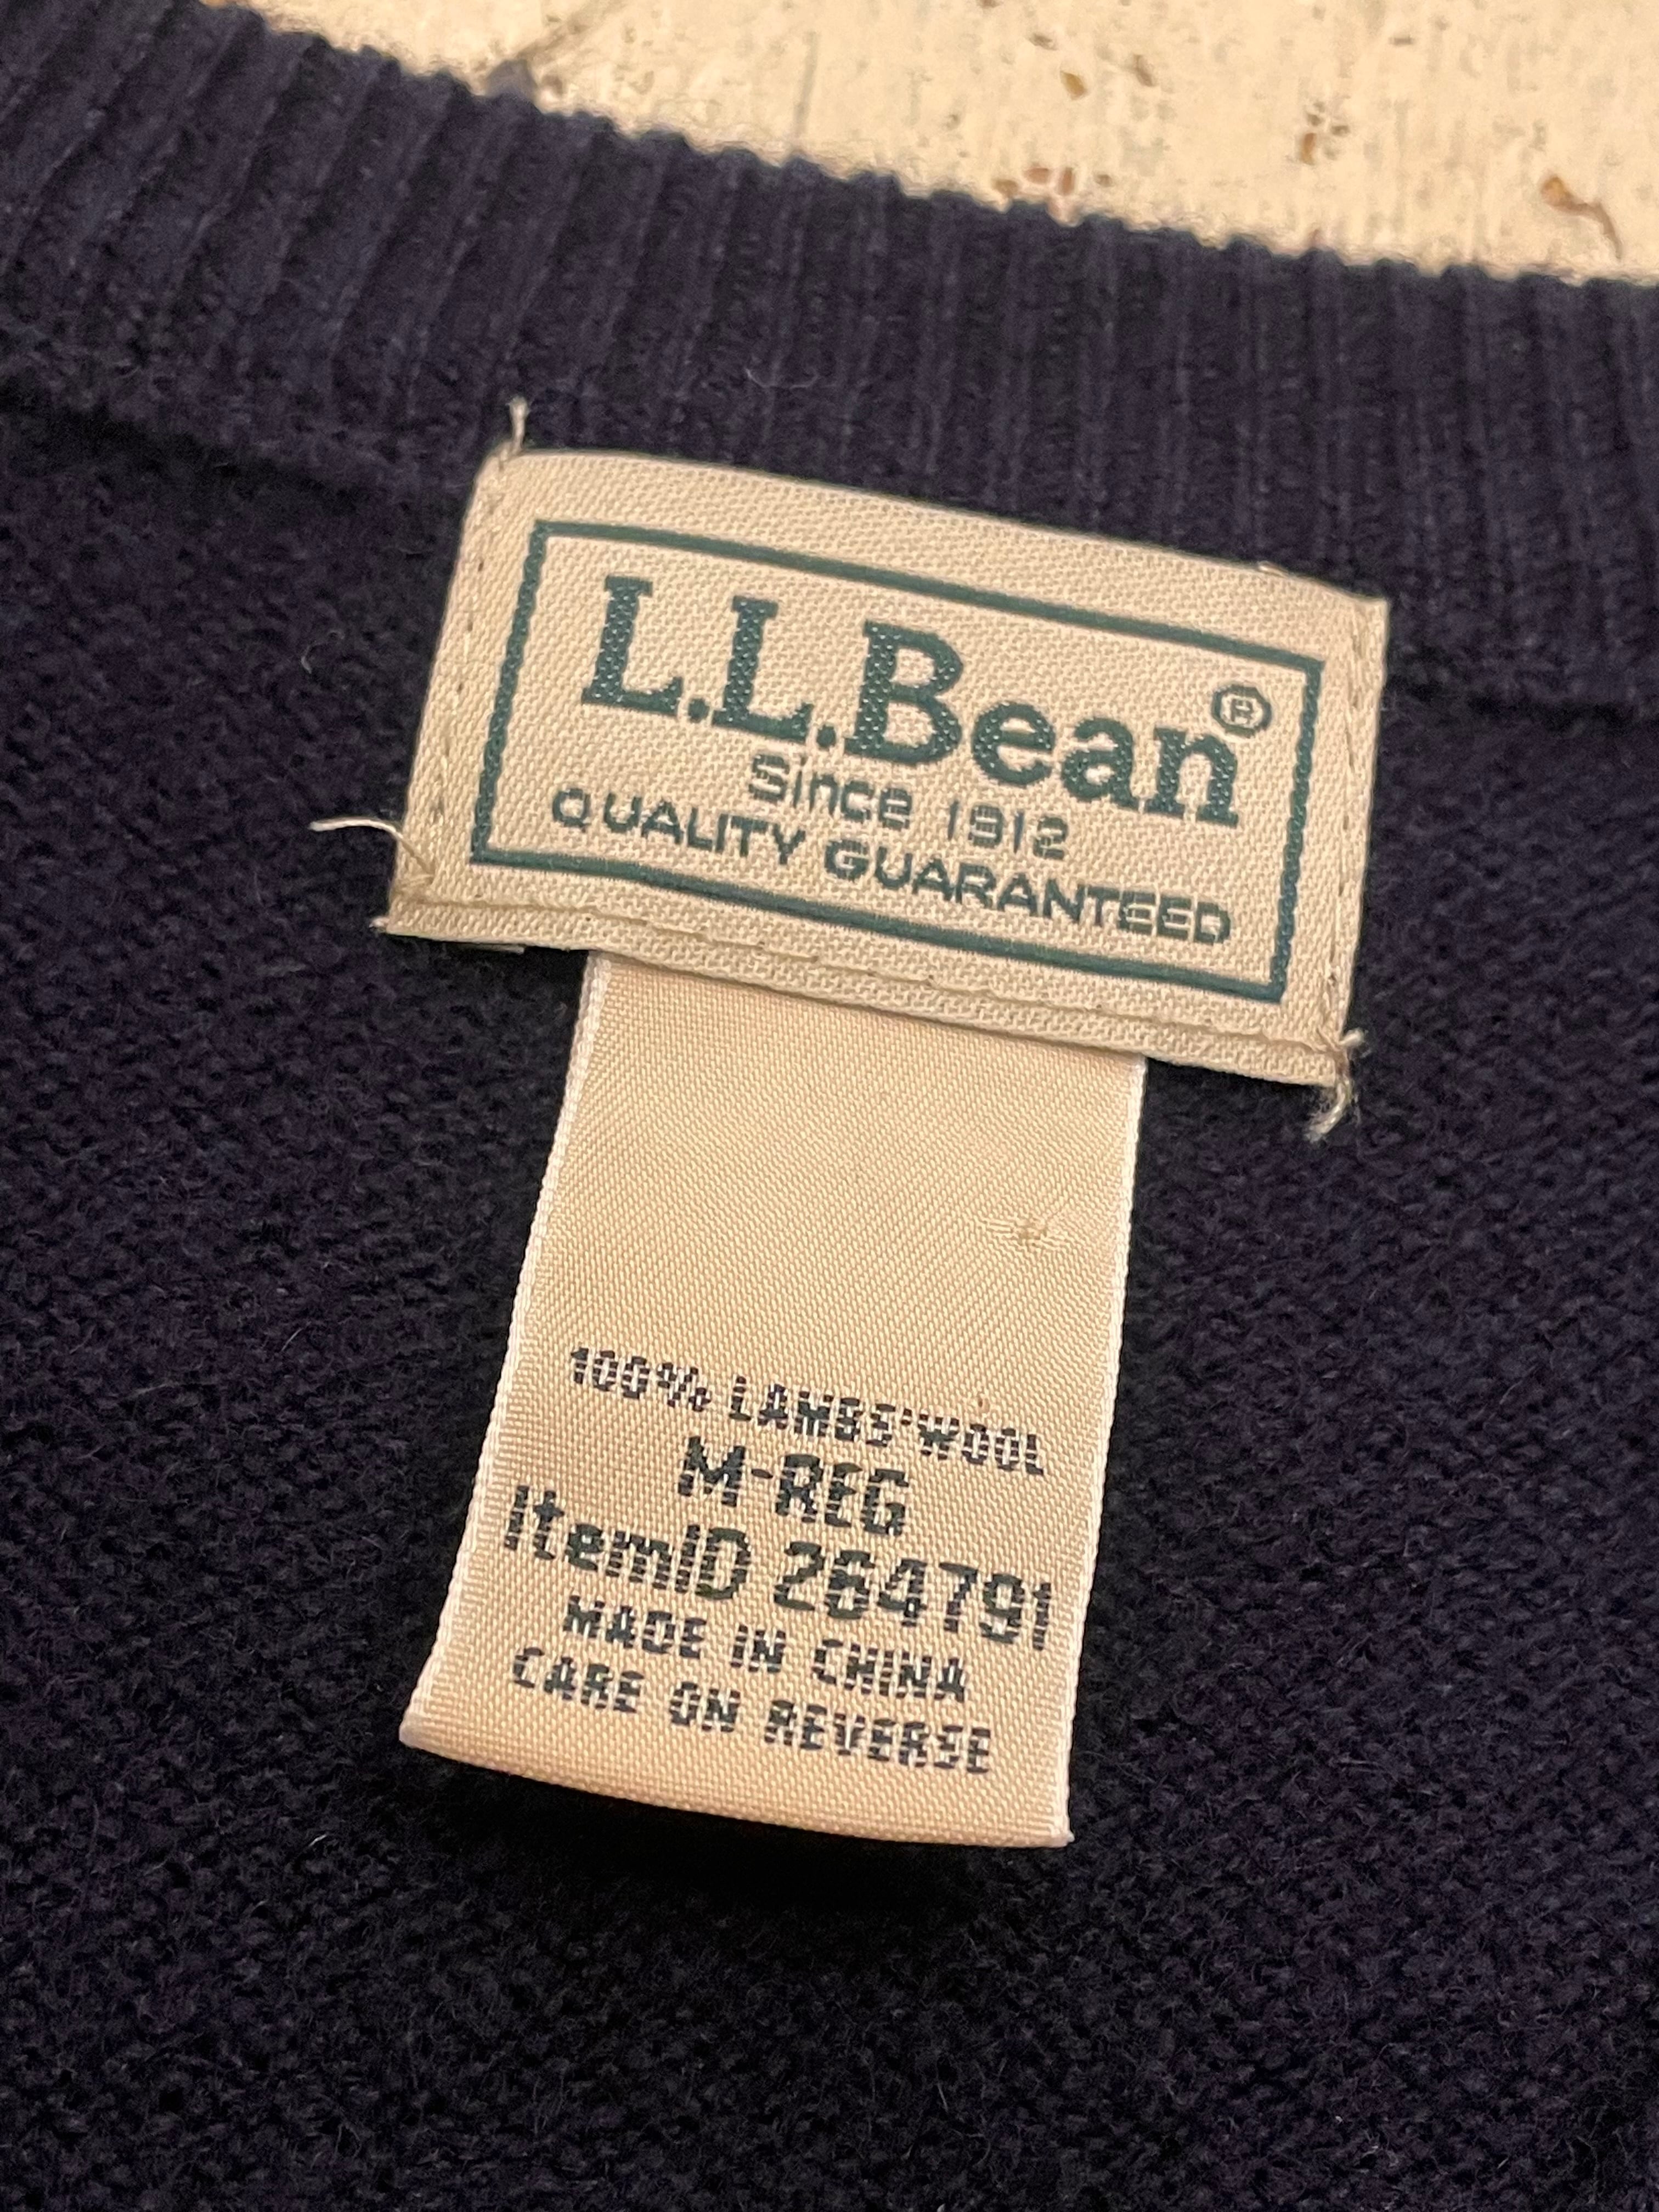 L.L.Bean®
Since 1912
QUALITY GUARANTEED
100% LAMBS'WOOL
M-REG
ItemID 264791
MADE IN CHINA
CARE ON REVERSE